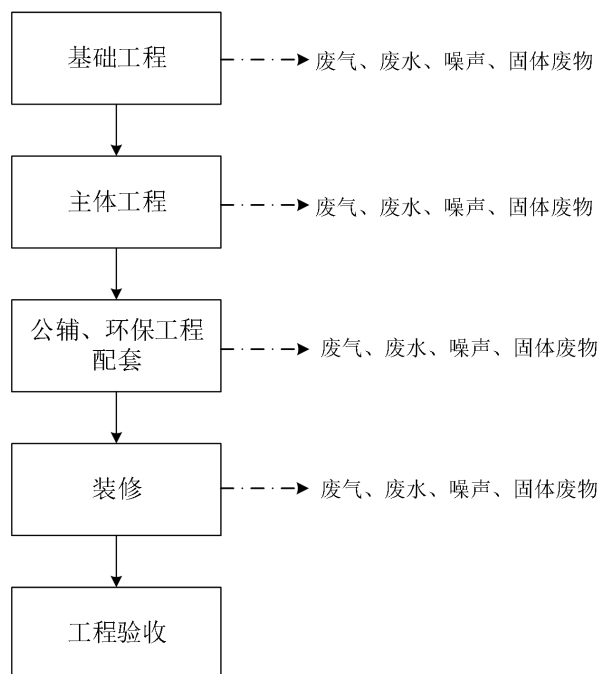 基础工程
废气、废水、噪声、固体废物
主体工程
废气、废水、噪声、固体废物
公辅、环保工程
配套
废气、废水、噪声、固体废物
装修
废气、废水、噪声、固体废物
工程验收